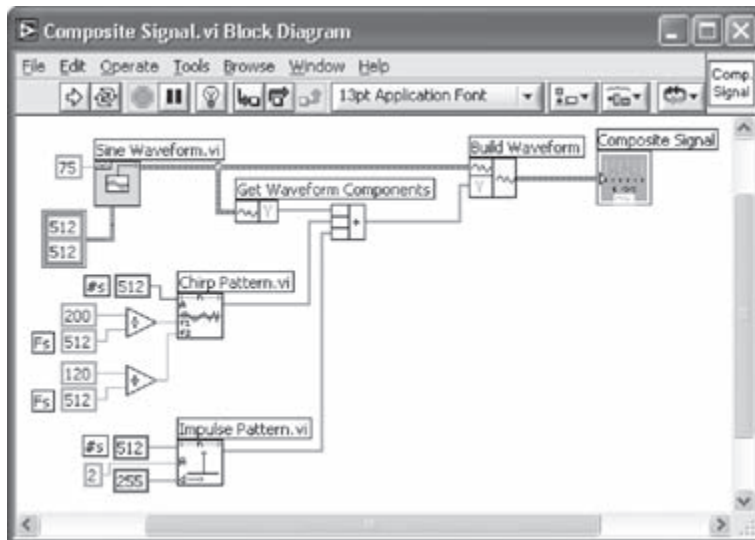 Composite Signal.vi Block Diagram
File Edit Operate Tools Browse Window Help
13pt Application Font
Comp.
Signal
Sine Waveform.vi
Build Waveform
Composite Signal
75
Y
Get Waveform Components
Y
+
512
512
#s 512
Chirp Pattern.vi
A
f1
f2
200
÷
Fs 512
120
÷
Fs 512
Impulse Pattern.vi
#s 512
A
2
255
d